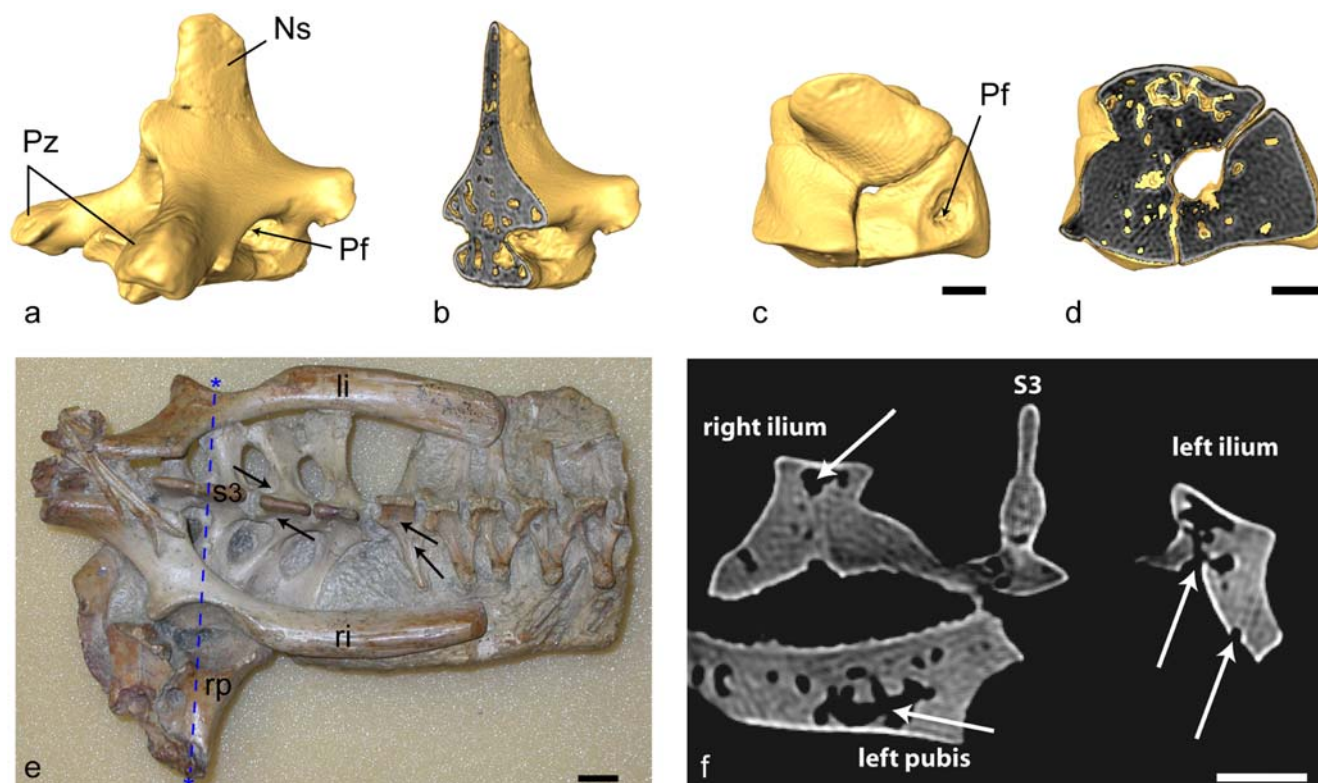 Ns
Pz
Pf
a
b
Pf
c
d
li
s3
ri
rp
e
S3
right ilium
left ilium
left pubis
f